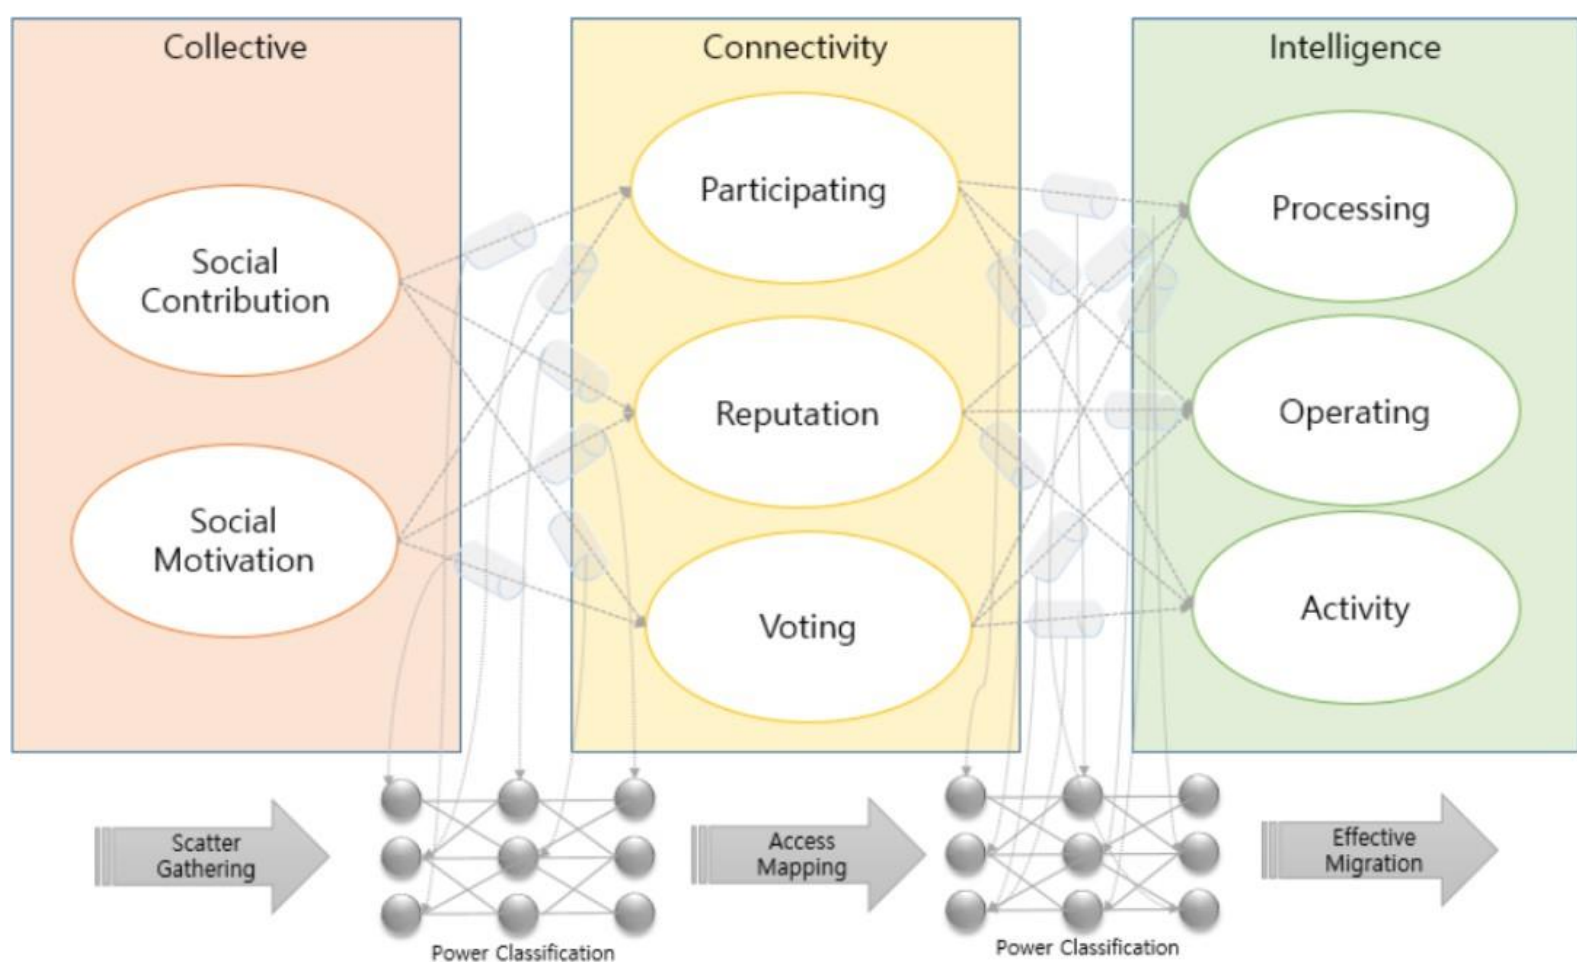 Collective
Connectivity
Intelligence
Social
Contribution
Social
Motivation
Participating
Reputation
Voting
Processing
Operating
Activity
Scatter
Gathering
Power Classification
Access
Mapping
Power Classification
Effective
Migration